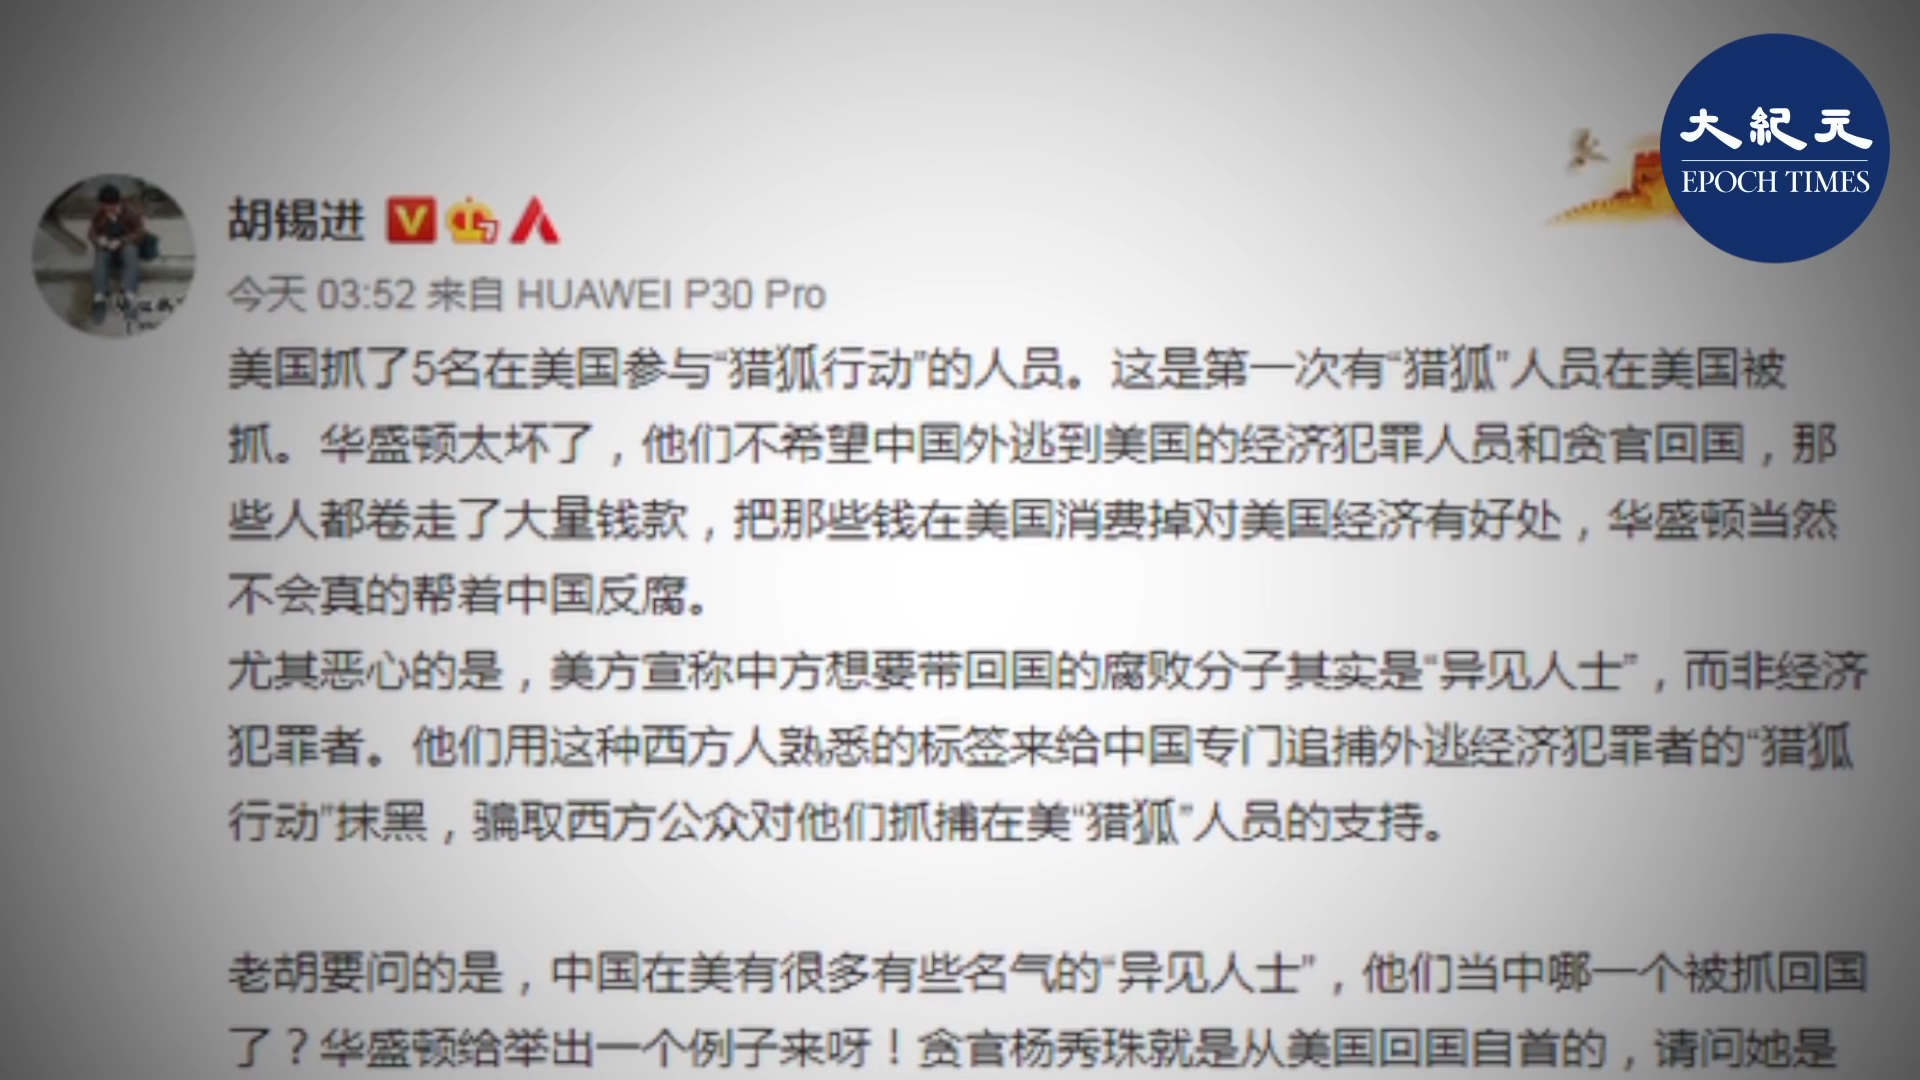 大紀元
EPOCH TIMES
胡锡进
今天 03:52 来自 HUAWEI P30 Pro
美国抓了5名在美国参与“猎狐行动”的人员。这是第一次有“猎狐”人员在美国被
抓。华盛顿太坏了，他们不希望中国外逃到美国的经济犯罪人员和贪官回国，那
些人都卷走了大量钱款，把那些钱在美国消费掉对美国经济有好处，华盛顿当然
不会真的帮着中国反腐。
尤其恶心的是，美方宣称中方想要带回国的腐败分子其实是“异见人士”，而非经济
犯罪者。他们用这种西方人熟悉的标签来给中国专门追捕外逃经济犯罪者的“猎狐
行动”抹黑，骗取西方公众对他们抓捕在美“猎狐”人员的支持。
老胡要问的是，中国在美有很多有些名气的“异见人士”，他们当中哪一个被抓回国
了？华盛顿给举出一个例子来呀！贪官杨秀珠就是从美国回国自首的，请问她是